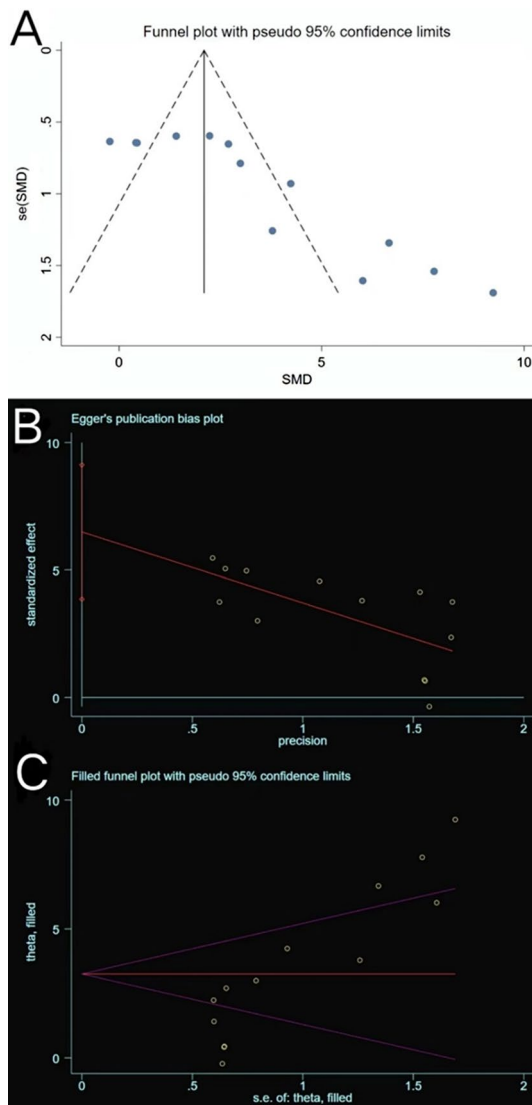 A
Funnel plot with pseudo 95% confidence limits
0
.5
1
1.5
2
se(SMD)
0 5 10
SMD
B
Egger's publication bias plot
10
5
0
standardized effect
0 .5 1 1.5 2
precision
C
Filled funnel plot with pseudo 95% confidence limits
10
5
0
theta, filled
0 .5 1 1.5 2
s.e. of: theta, filled